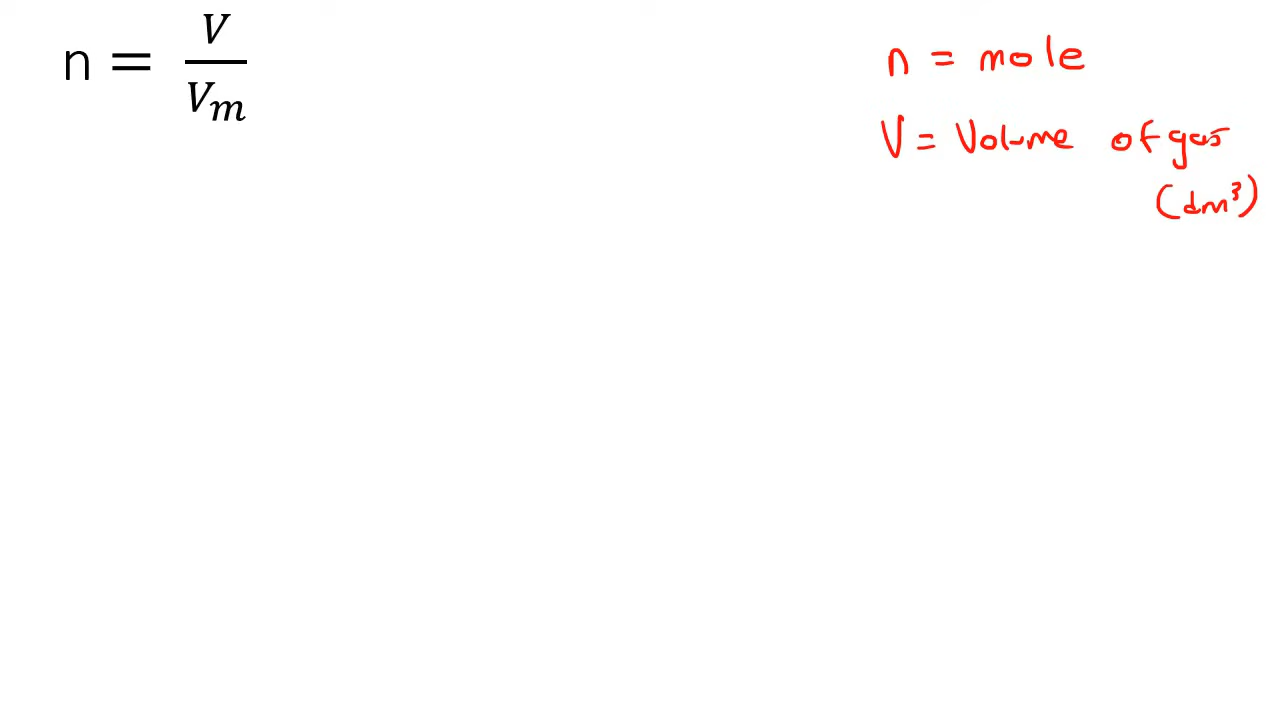 n = V/Vₘ
n = mole
V = Volume of gas
(dm³)